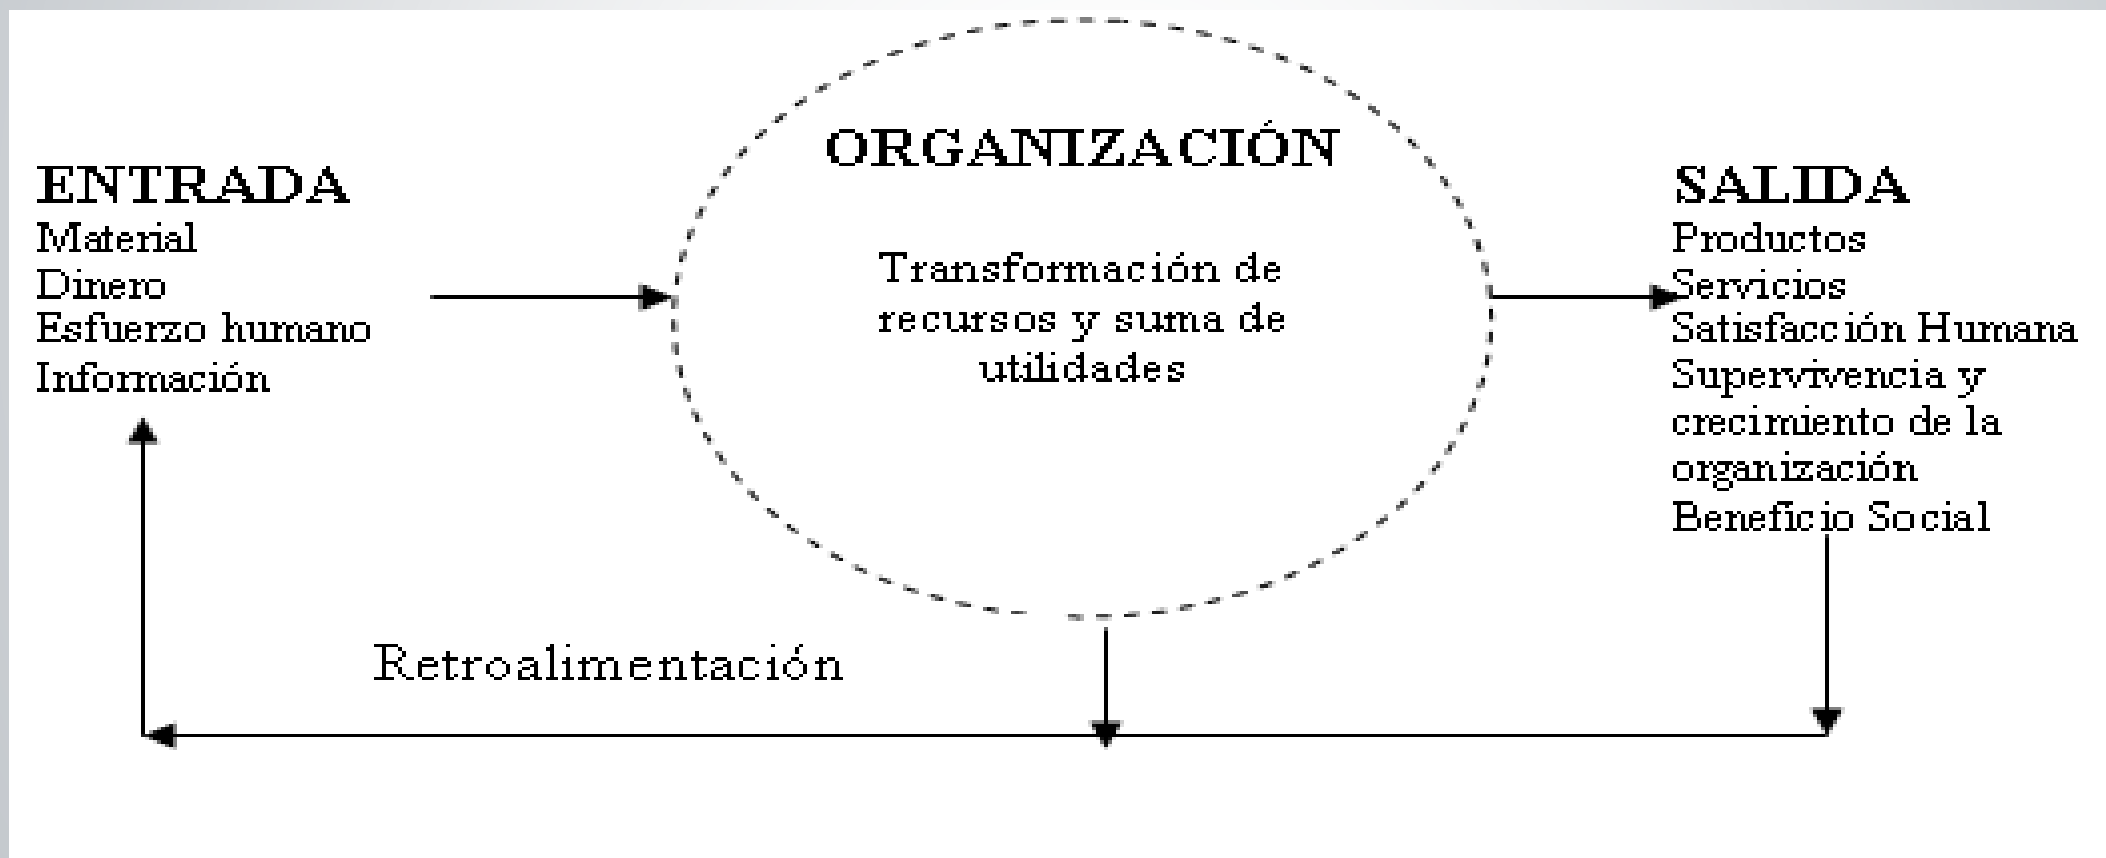 ENTRADA
Material
Dinero
Esfuerzo humano
Información
ORGANIZACIÓN
Transformación de
recursos y suma de
utilidades
SALIDA
Productos
Servicios
Satisfacción Humana
Supervivencia y
crecimiento de la
organización
Beneficio Social
Retroalimentación